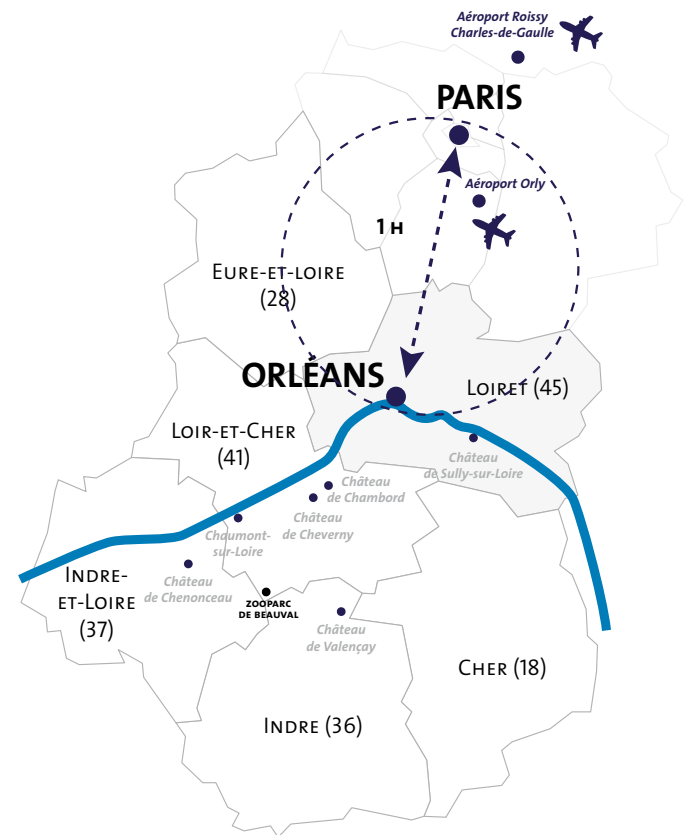 Aéroport Roissy
Charles-de-Gaulle
PARIS
Aéroport Orly
1 H
EURE-ET-LOIRE
(28)
ORLÉANS
LOIRET (45)
LOIR-ET-CHER
(41)
Château
de Sully-sur-Loire
Château
de Chambord
Château
de Cheverny
Chaumont-
sur-Loire
INDRE-
ET-LOIRE
(37)
Château
de Chenonceau
ZOOPARC
DE BEAUVAL
Château
de Valençay
CHER (18)
INDRE (36)